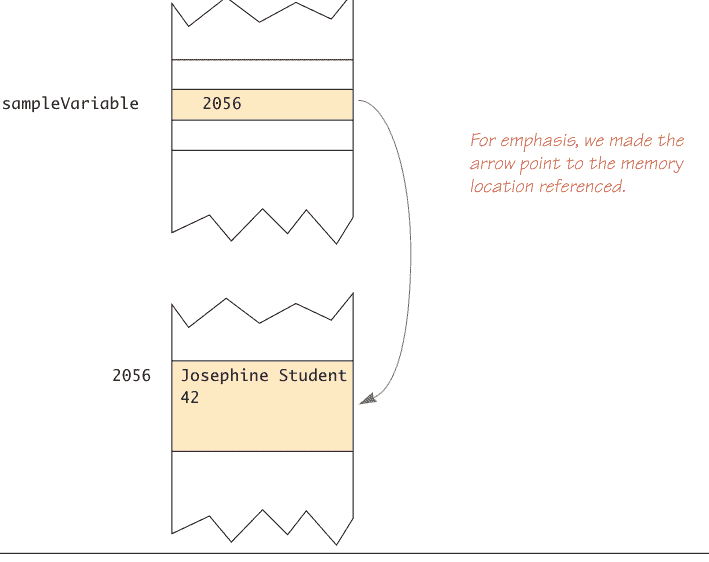 sampleVariable 2056
For emphasis, we made the
arrow point to the memory
location referenced.
2056 Josephine Student
42